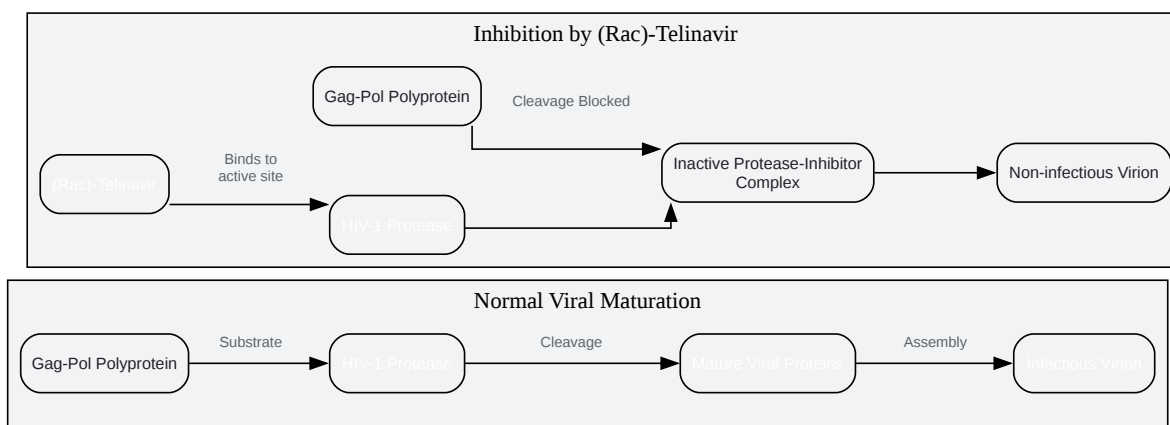 Inhibition by (Rac)-Telinavir
Gag-Pol Polyprotein
Cleavage Blocked
Binds to
active site
(Rac)-Telinavir
HIV-1 Protease
Inactive Protease-Inhibitor
Complex
Non-infectious Virion
Normal Viral Maturation
Gag-Pol Polyprotein
Substrate
HIV-1 Protease
Cleavage
Mature Viral Proteins
Assembly
Infectious Virion